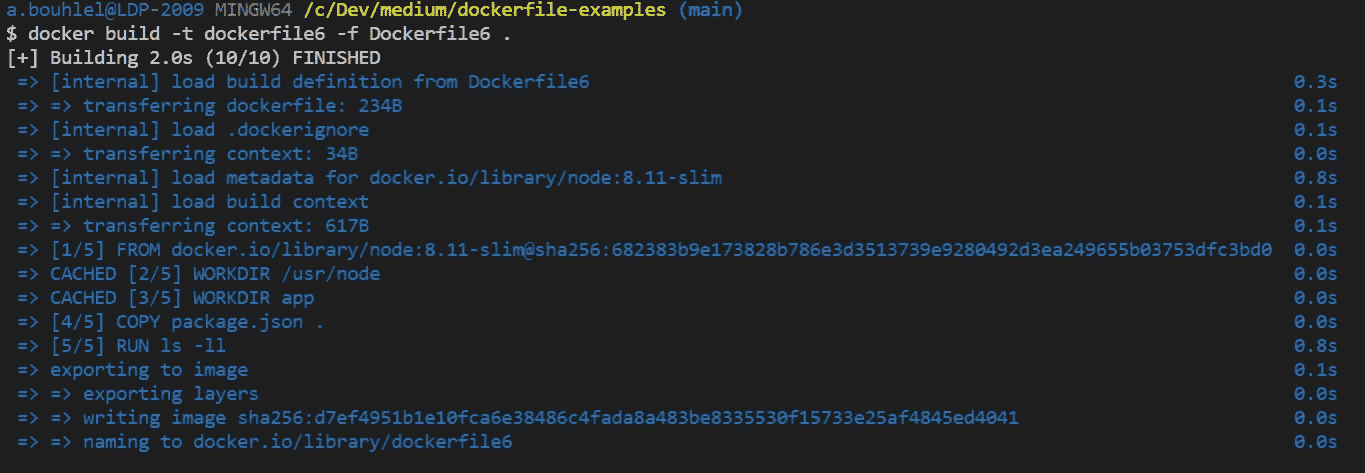 a.bouhlel@LDP-2009 MINGW64 /c/Dev/medium/dockerfile-examples (main)
$ docker build -t dockerfile6 -f Dockerfile6 .
[+] Building 2.0s (10/10) FINISHED
=> [internal] load build definition from Dockerfile6 0.3s
=> => transferring dockerfile: 234B 0.1s
=> [internal] load .dockerignore 0.1s
=> => transferring context: 34B 0.0s
=> [internal] load metadata for docker.io/library/node:8.11-slim 0.8s
=> [internal] load build context 0.1s
=> => transferring context: 617B 0.1s
=> [1/5] FROM docker.io/library/node:8.11-slim@sha256:682383b9e173828b786e3d3513739e9280492d3ea249655b03753dfc3bd0 0.0s
=> CACHED [2/5] WORKDIR /usr/node 0.0s
=> CACHED [3/5] WORKDIR app 0.0s
=> [4/5] COPY package.json . 0.0s
=> [5/5] RUN ls -ll 0.8s
=> exporting to image 0.1s
=> => exporting layers 0.0s
=> => writing image sha256:d7ef4951b1e10fca6e38486c4fada8a483be8335530f15733e25af4845ed4041 0.0s
=> => naming to docker.io/library/dockerfile6 0.0s